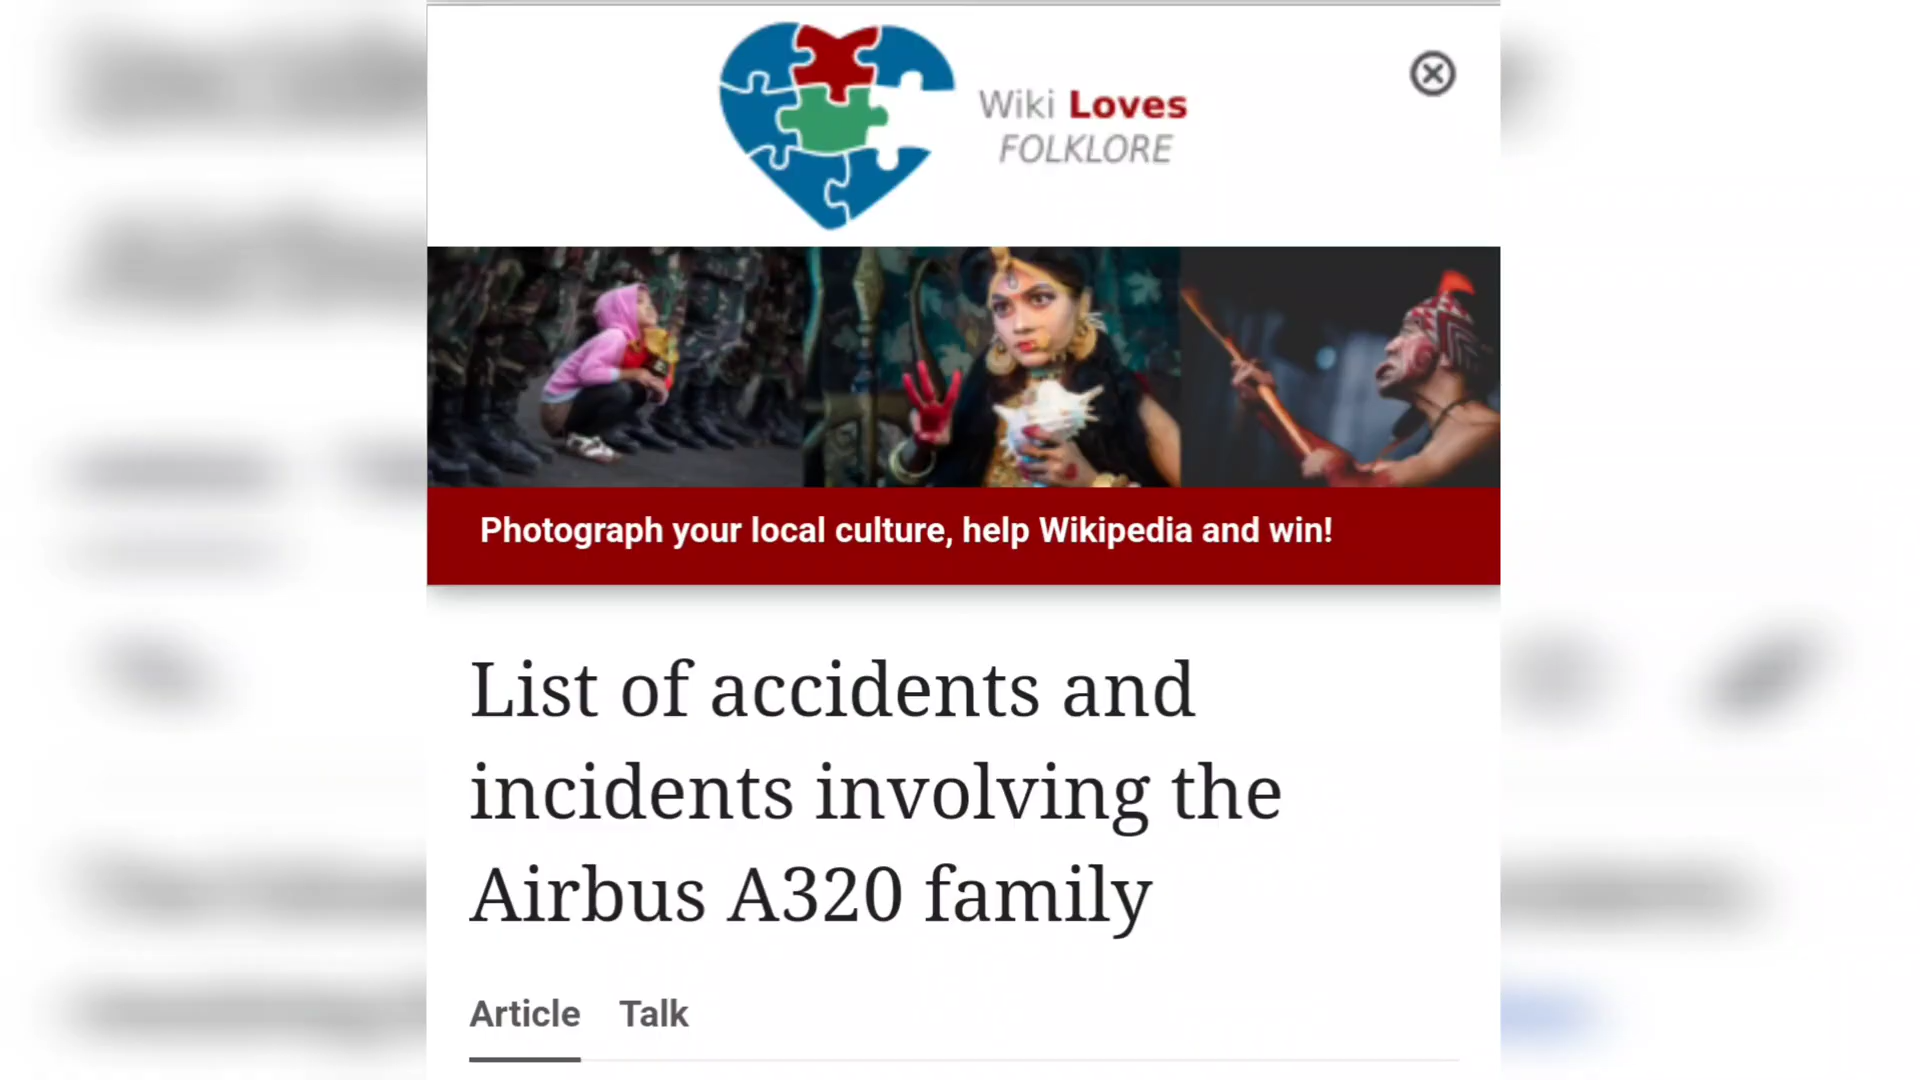 Wiki Loves
FOLKLORE
Photograph your local culture, help Wikipedia and win!
List of accidents and
incidents involving the
Airbus A320 family
Article Talk